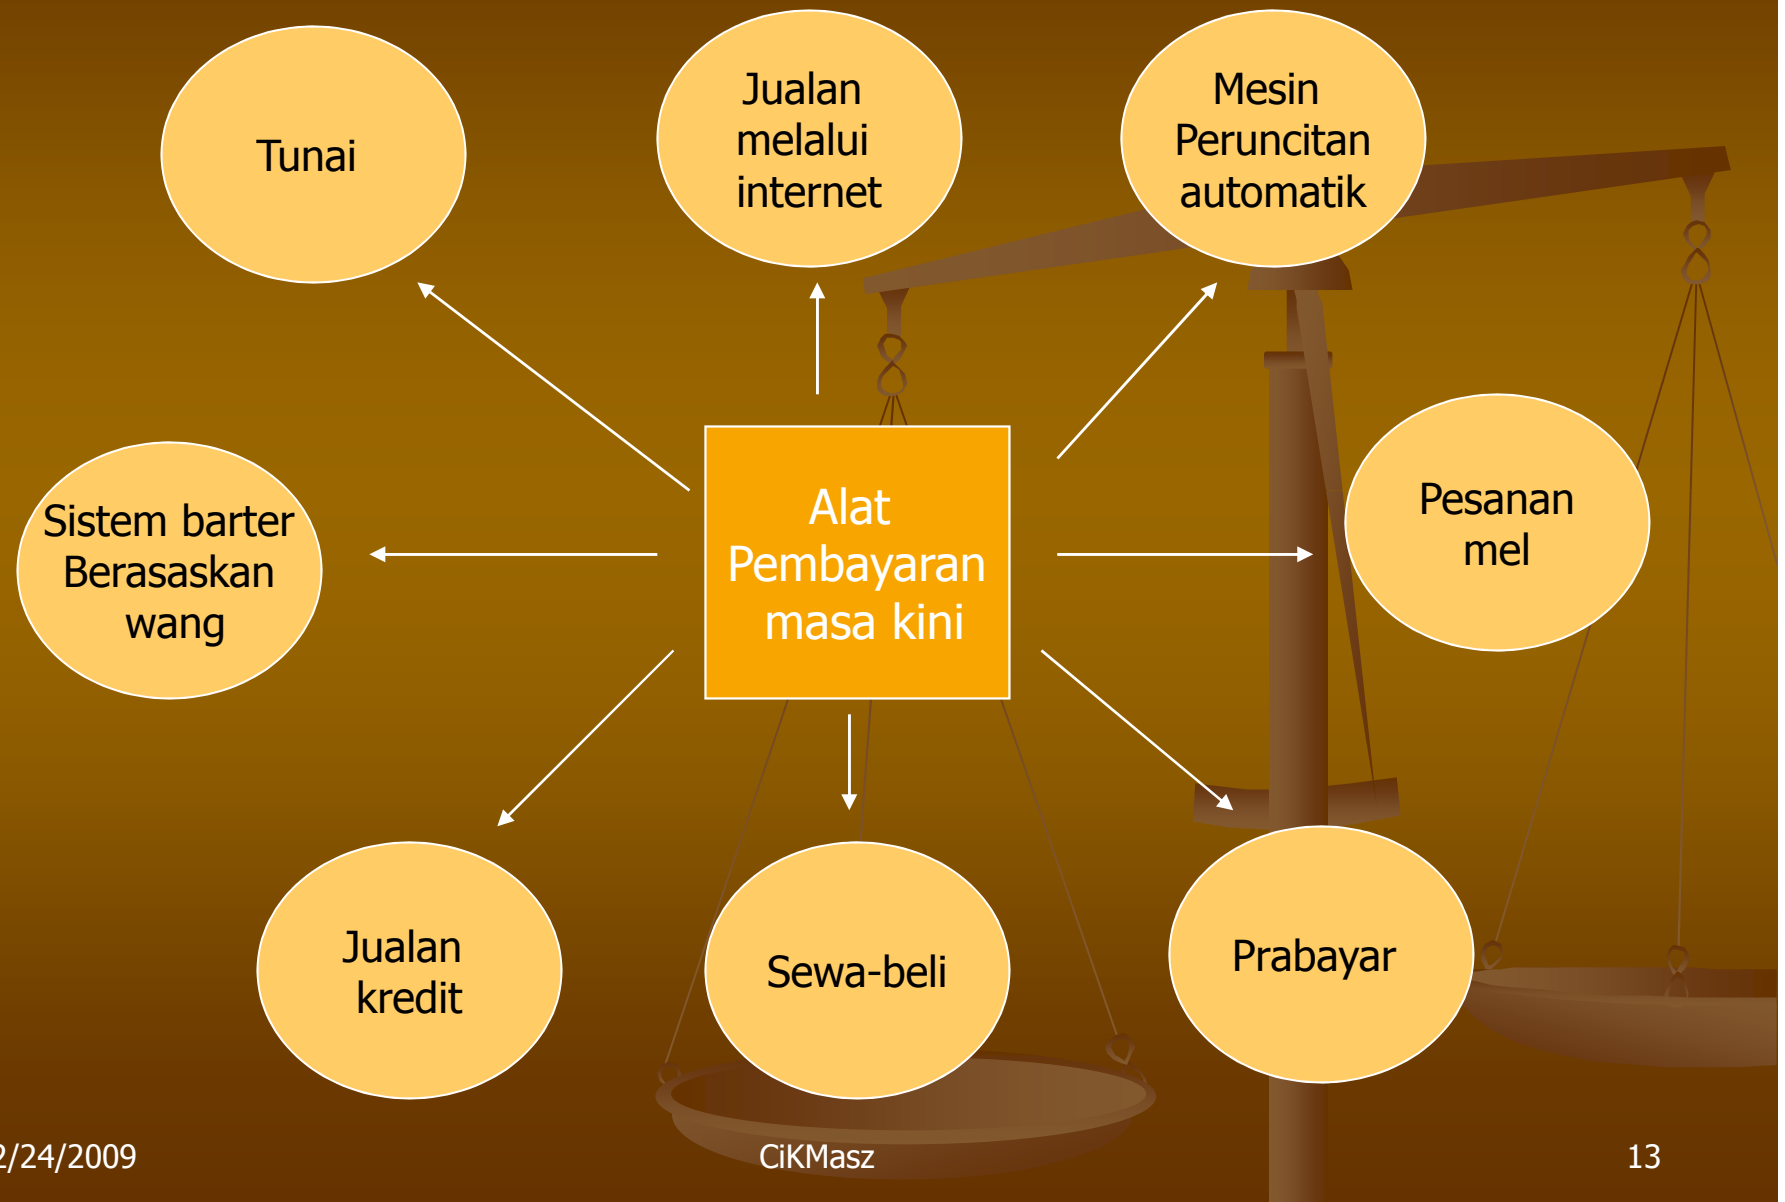 Tunai
Jualan
melalui
internet
Mesin
Peruncitan
automatik
Sistem barter
Berasaskan
wang
Alat
Pembayaran
masa kini
Pesanan
mel
Jualan
kredit
Sewa-beli
Prabayar
2/24/2009
CiKMasz
13